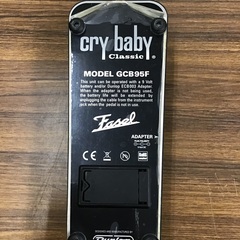 cry baby
Classic
MODEL GCB95F
This unit can be powered with a 9 Volt
battery and/or Dunlop ECB003 Adapter.
When the adapter is not being used,
the battery life will be extended by
unplugging the cable from the instrument
jack when the pedal is not in use.
Fasel
ADAPTER
CE
Dunlop